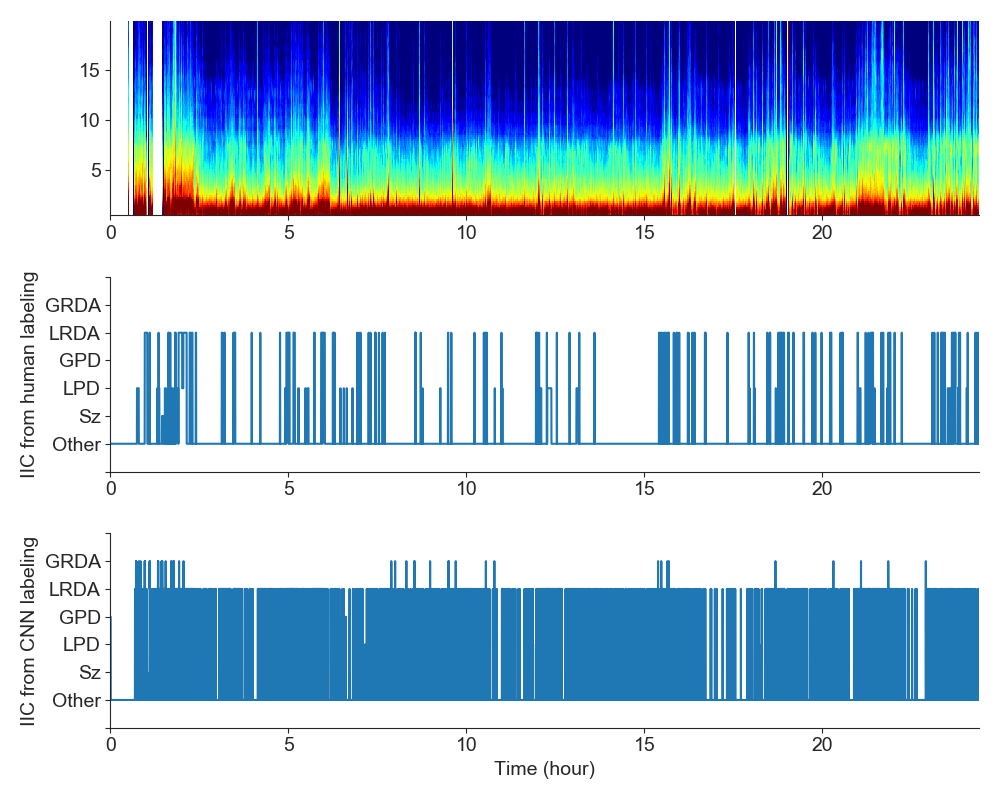 15
10
5
0 5 10 15 20
IIC from human labeling
GRDA
LRDA
GPD
LPD
Sz
Other
0 5 10 15 20
IIC from CNN labeling
GRDA
LRDA
GPD
LPD
Sz
Other
0 5 10 15 20
Time (hour)